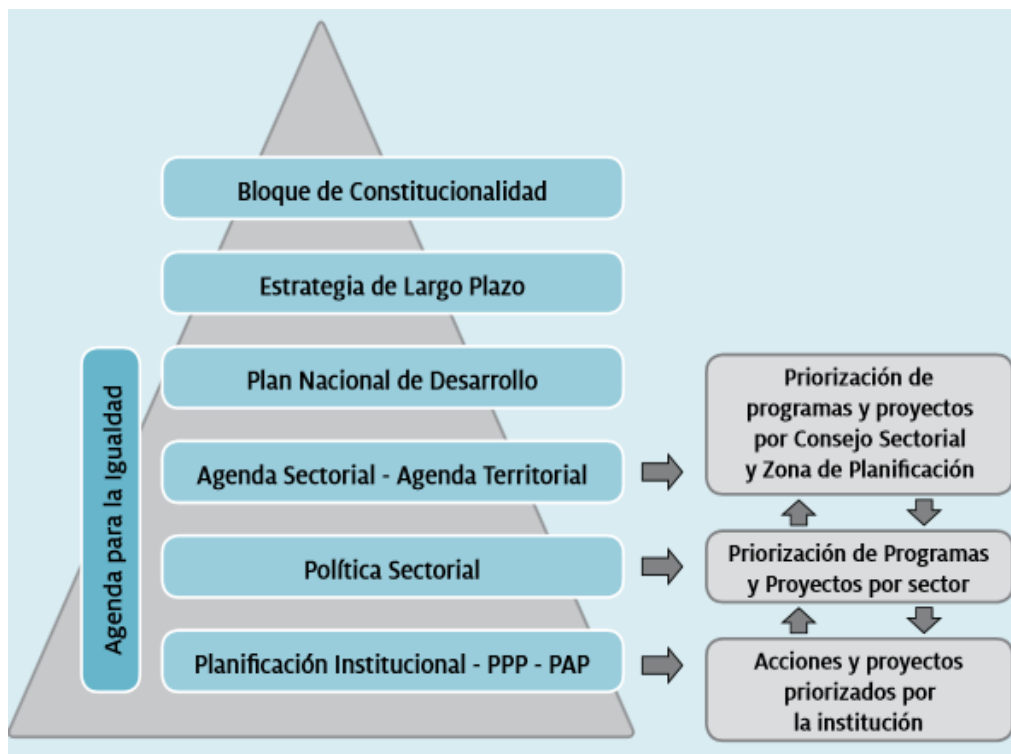 Bloque de Constitucionalidad
Estrategia de Largo Plazo
Agenda para la Igualdad
Plan Nacional de Desarrollo
Agenda Sectorial - Agenda Territorial
Política Sectorial
Planificación Institucional - PPP - PAP
Priorización de
programas y proyectos
por Consejo Sectorial
y Zona de Planificación
Priorización de Programas
y Proyectos por sector
Acciones y proyectos
priorizados por
la institución